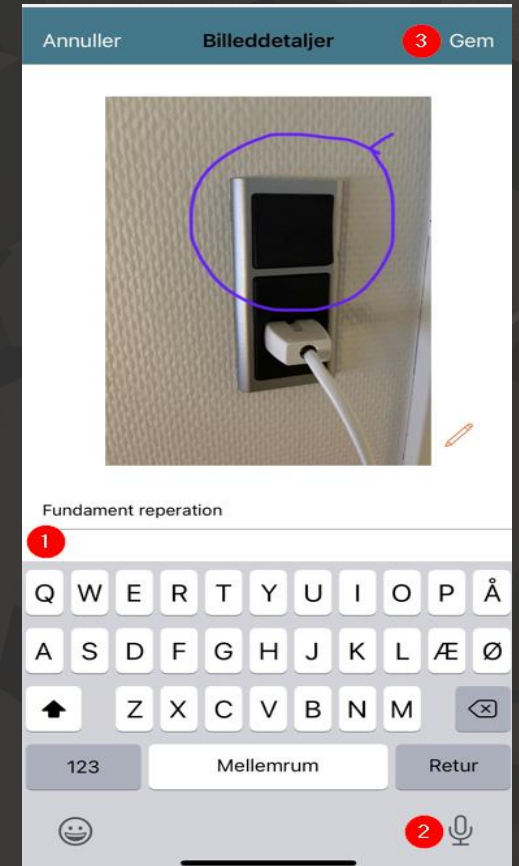 Annuller Billeddetaljer 3 Gem
Fundament reperation
1
Q W E R T Y U I O P Å
A S D F G H J K L Æ Ø
Z X C V B N M
123 Mellemrum Retur
2